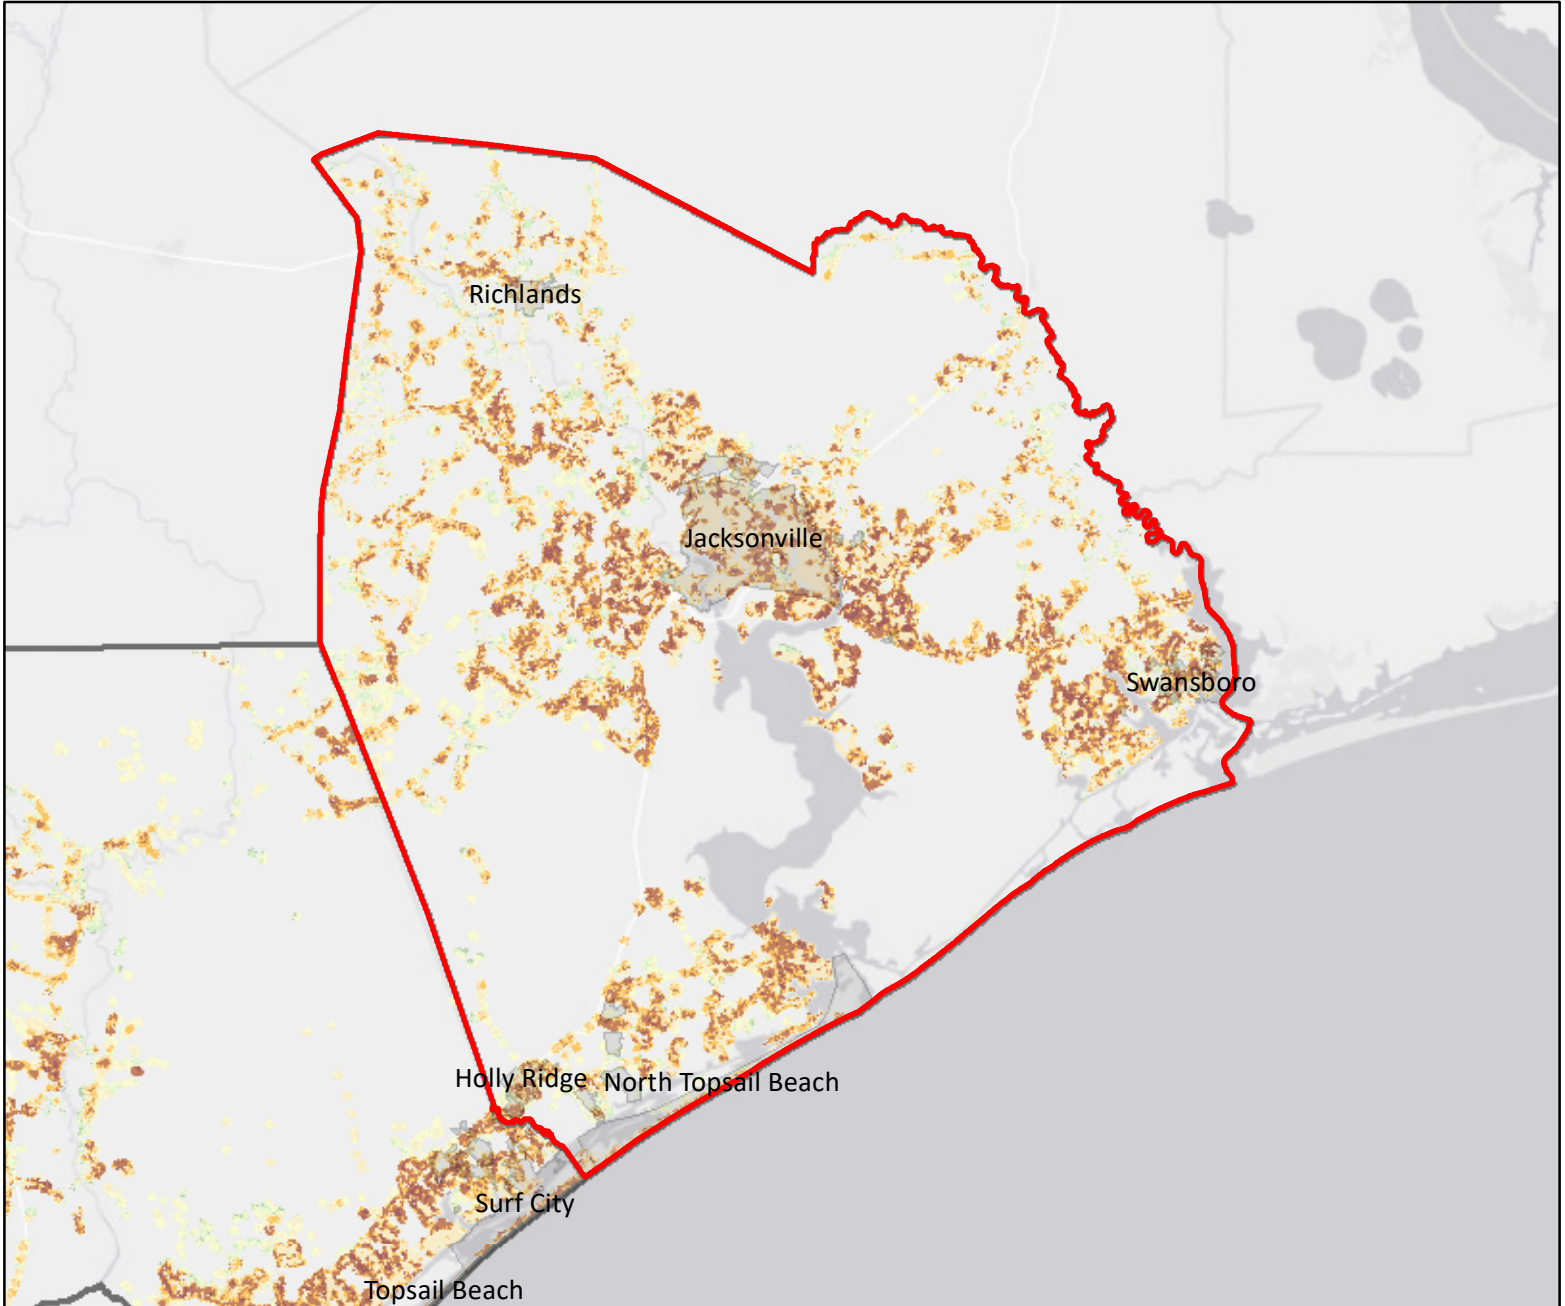 Richlands
Jacksonville
Swansboro
Holly Ridge
North Topsail Beach
Surf City
Topsail Beach